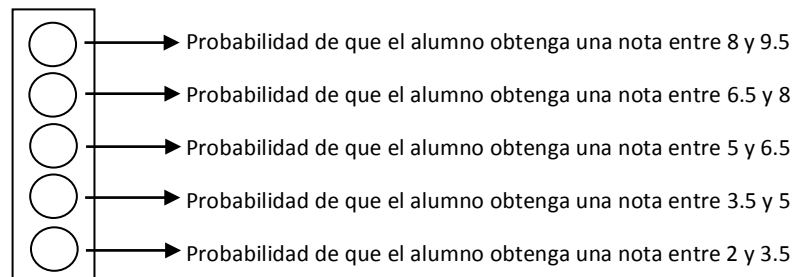 Probabilidad de que el alumno obtenga una nota entre 8 y 9.5
Probabilidad de que el alumno obtenga una nota entre 6.5 y 8
Probabilidad de que el alumno obtenga una nota entre 5 y 6.5
Probabilidad de que el alumno obtenga una nota entre 3.5 y 5
Probabilidad de que el alumno obtenga una nota entre 2 y 3.5